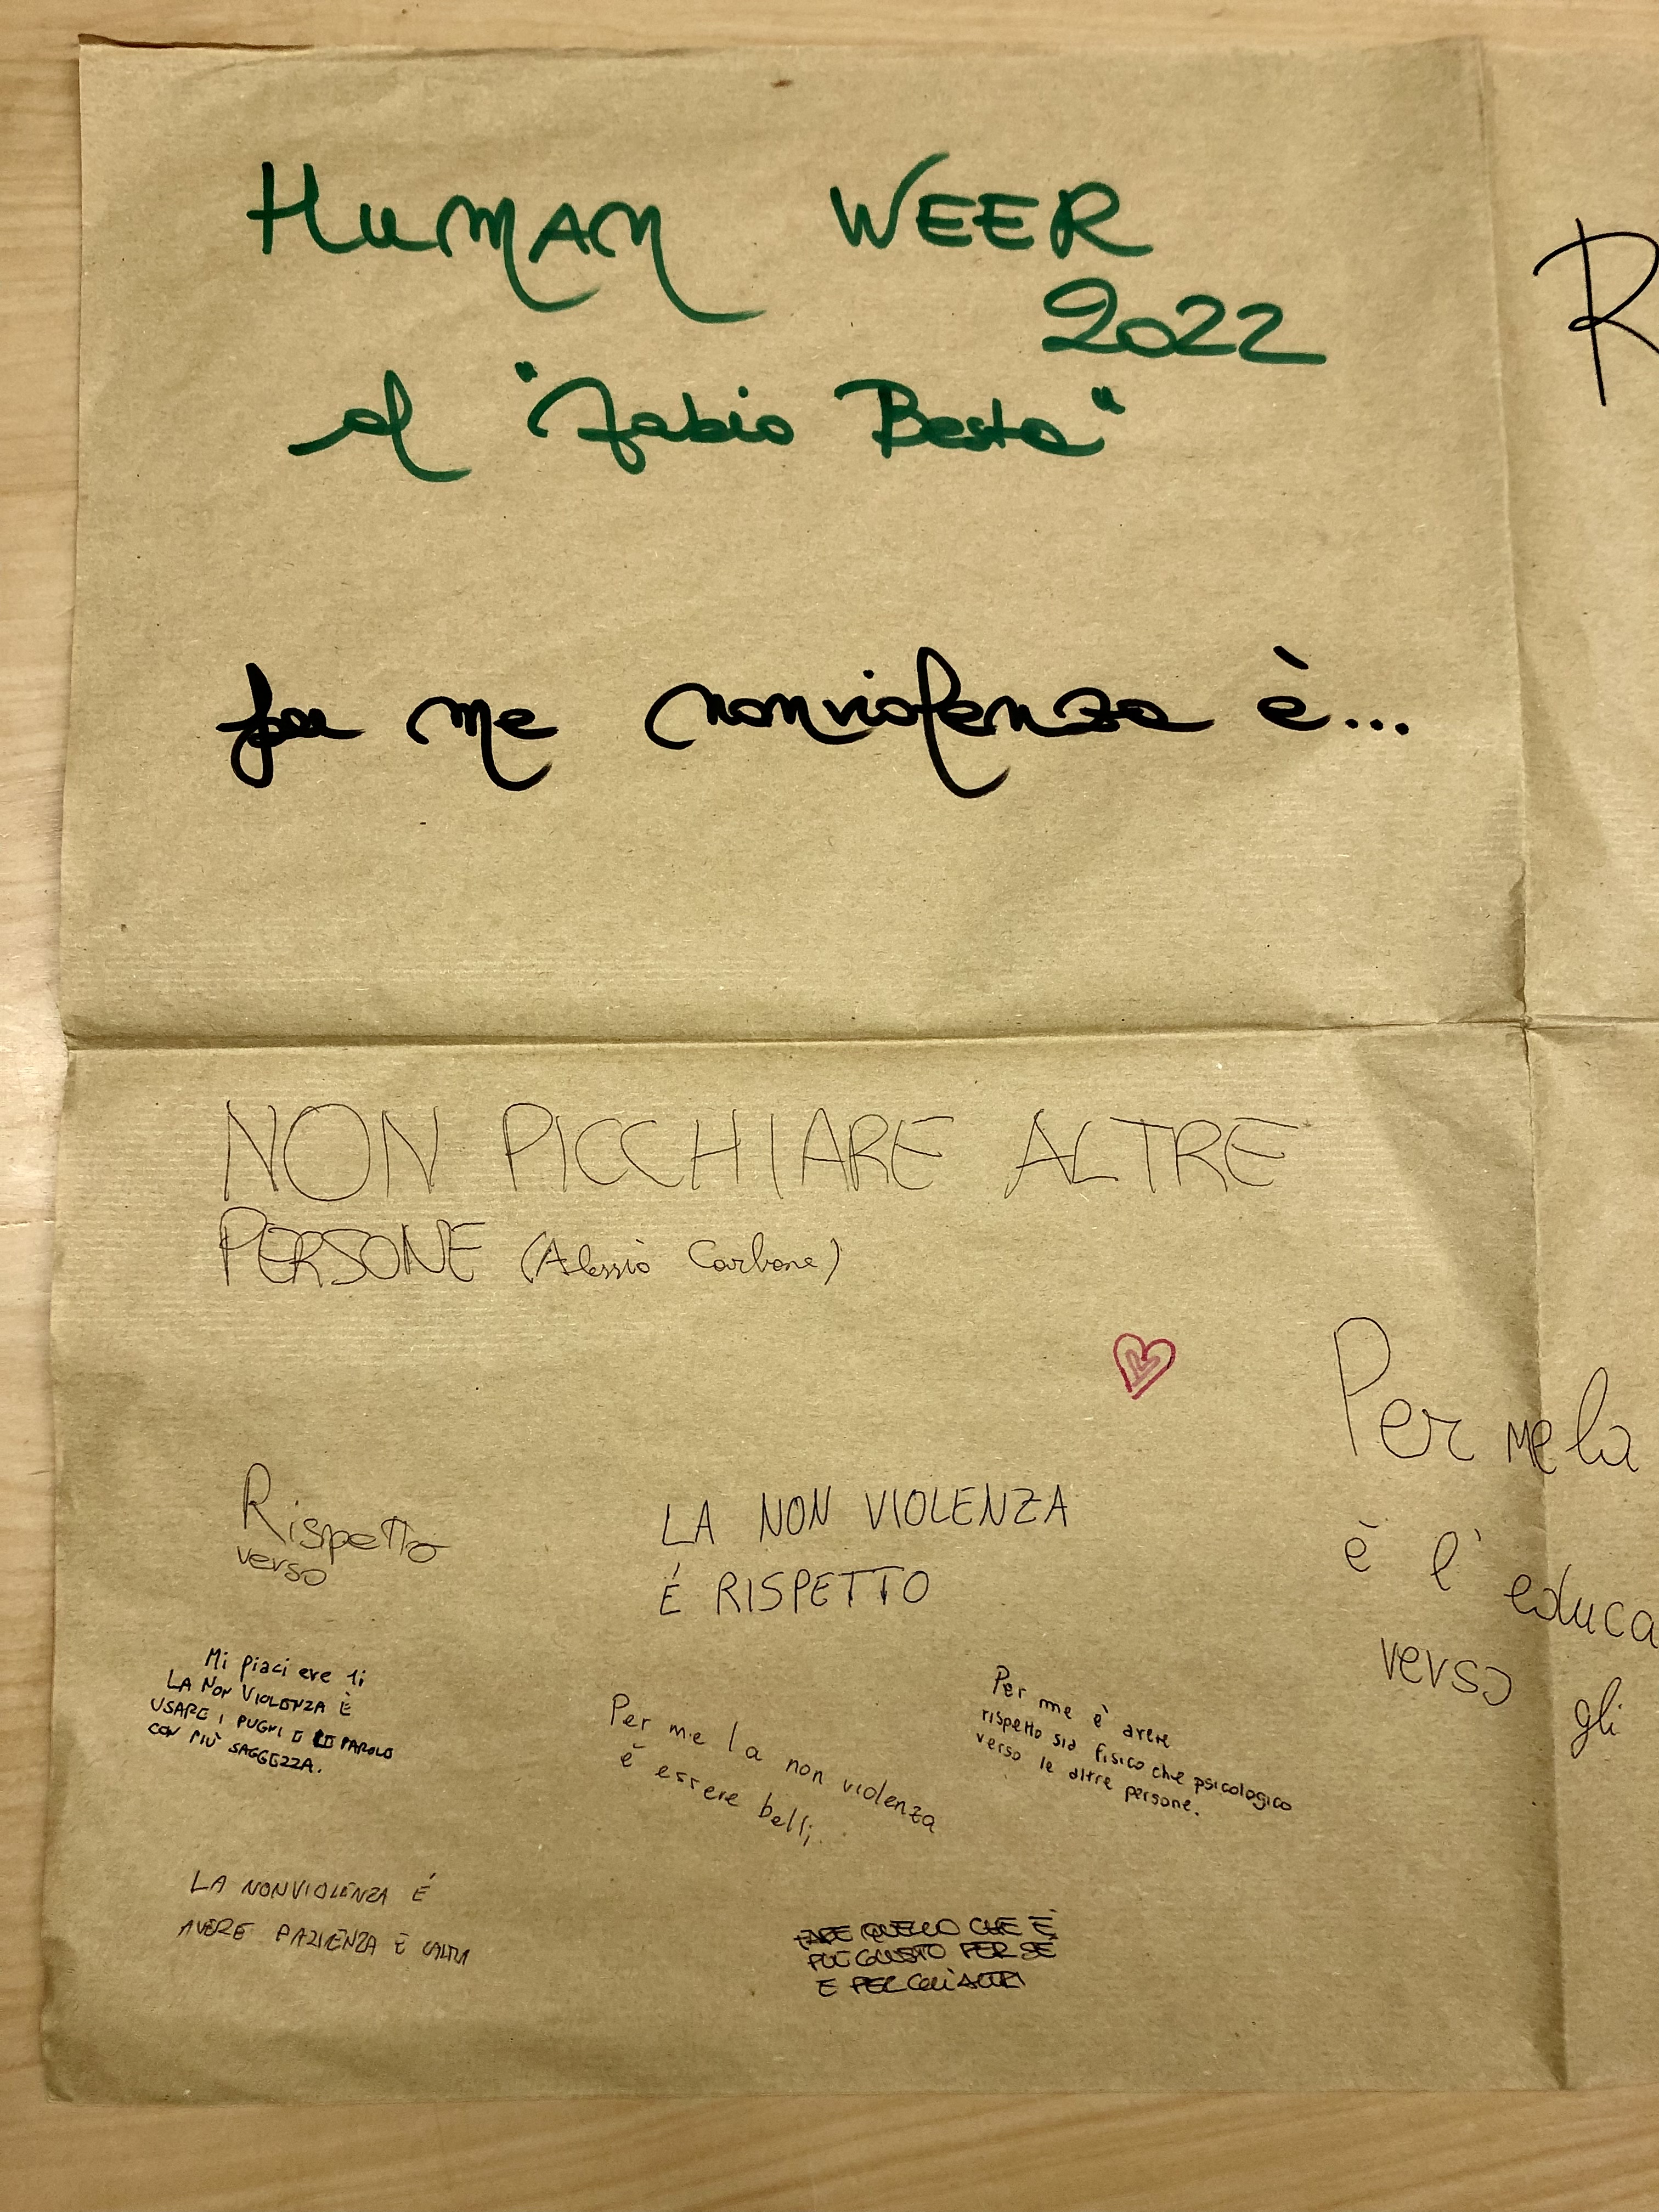 HUMAN WEER
2022
al "Fabio Besta"
per me nonviolenza è...
R
NON PICCHIARE ALTRE
PERSONE (Alessio Carbone)
Per me la
è l'educa
verso gli
Rispetto
verso
LA NON VIOLENZA
É RISPETTO
Mi piaci ere 1i
LA NON VIOLENZA È
USARE I PUGNI E LE PAROLE
CON PIÙ SAGGEZZA.
Per me la non violenza
è essere belli
Per me è avere
rispetto sia fisico che psicologico
verso le altre persone.
LA NONVIOLENZA É
AVERE PAZIENZA E CALMA
FARE QUELLO CHE È
PIÙ GIUSTO PER SÉ
E PER GLI ALTRI